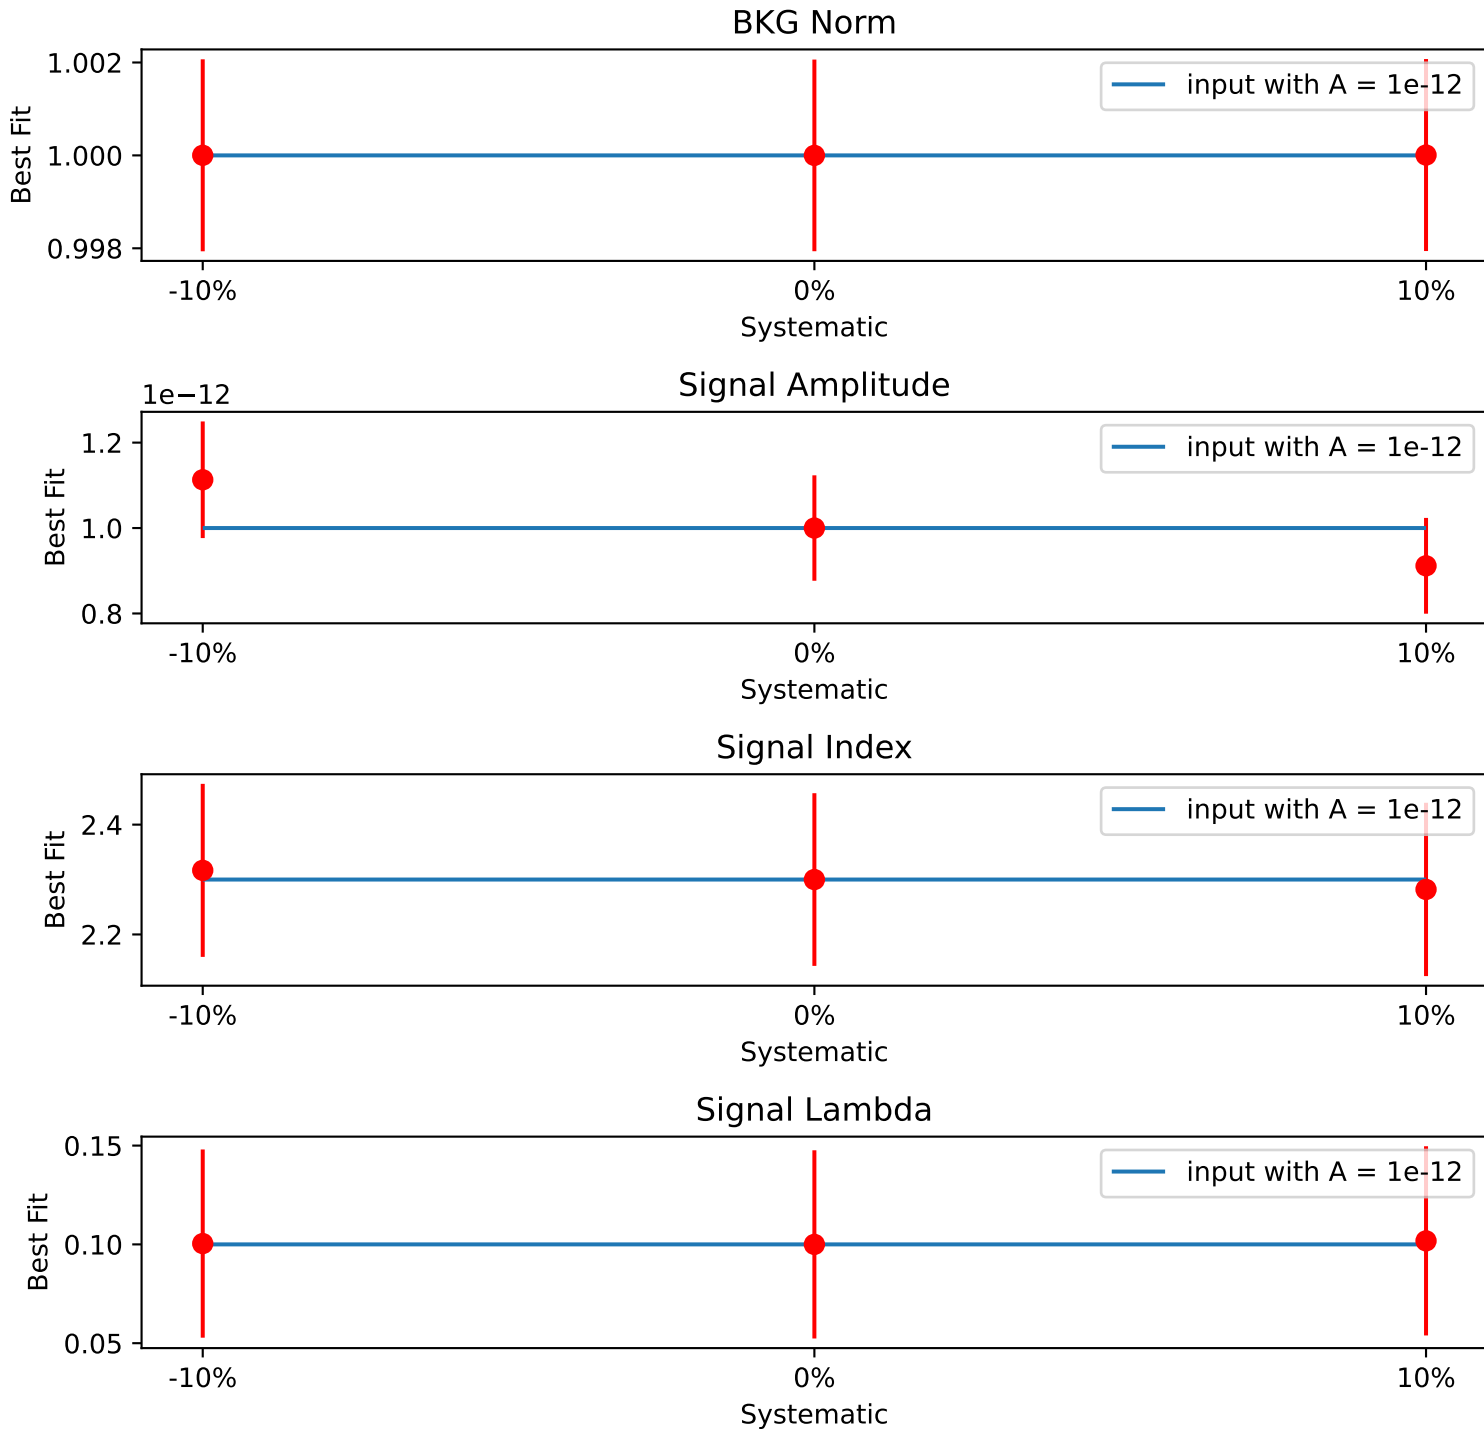 BKG Norm
1.002
1.000
0.998
Best Fit
input with A = 1e-12
-10% 0% 10%
Systematic
Signal Amplitude
1e−12
1.2
1.0
0.8
Best Fit
input with A = 1e-12
-10% 0% 10%
Systematic
Signal Index
2.4
2.2
Best Fit
input with A = 1e-12
-10% 0% 10%
Systematic
Signal Lambda
0.15
0.10
0.05
Best Fit
input with A = 1e-12
-10% 0% 10%
Systematic